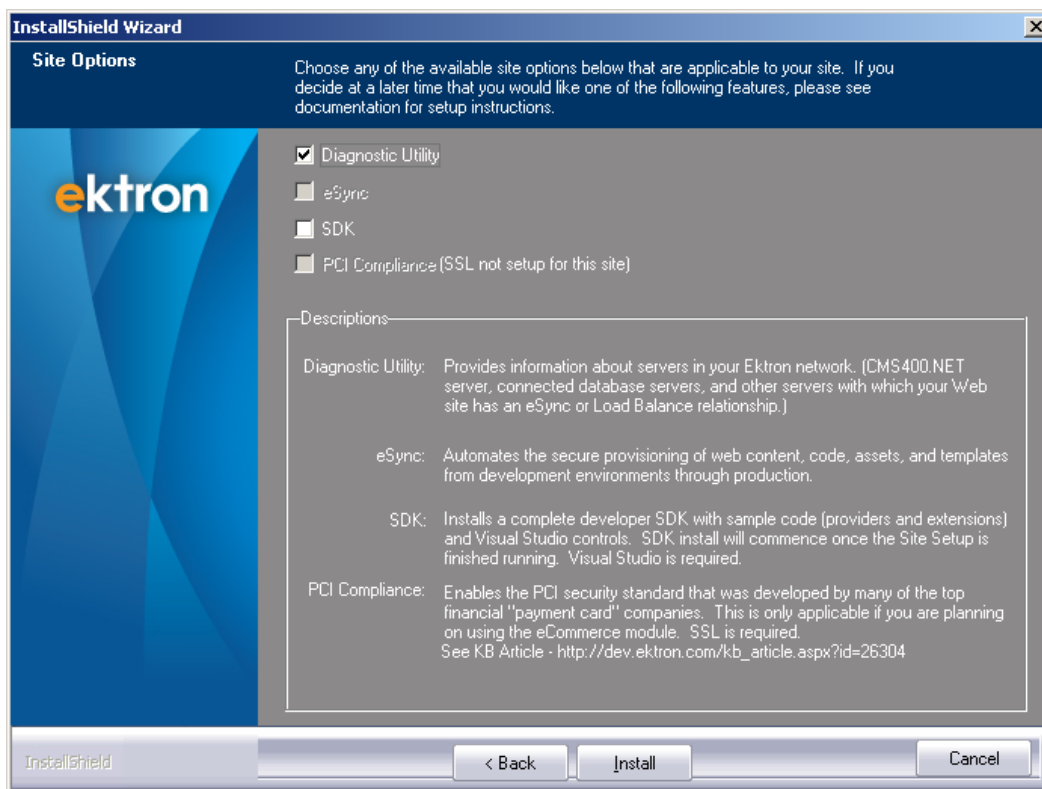 InstallShield Wizard
Site Options
Choose any of the available site options below that are applicable to your site. If you
decide at a later time that you would like one of the following features, please see
documentation for setup instructions.
ektron
Diagnostic Utility
eSync
SDK
PCI Compliance (SSL not setup for this site)
Descriptions
Diagnostic Utility: Provides information about servers in your Ektron network. (CMS400.NET
server, connected database servers, and other servers with which your Web
site has an eSync or Load Balance relationship.)
eSync: Automates the secure provisioning of web content, code, assets, and templates
from development environments through production.
SDK: Installs a complete developer SDK with sample code (providers and extensions)
and Visual Studio controls. SDK install will commence once the Site Setup is
finished running. Visual Studio is required.
PCI Compliance: Enables the PCI security standard that was developed by many of the top
financial "payment card" companies. This is only applicable if you are planning
on using the eCommerce module. SSL is required.
See KB Article - http://dev.ektron.com/kb_article.aspx?id=26304
InstallShield
< Back
Install
Cancel